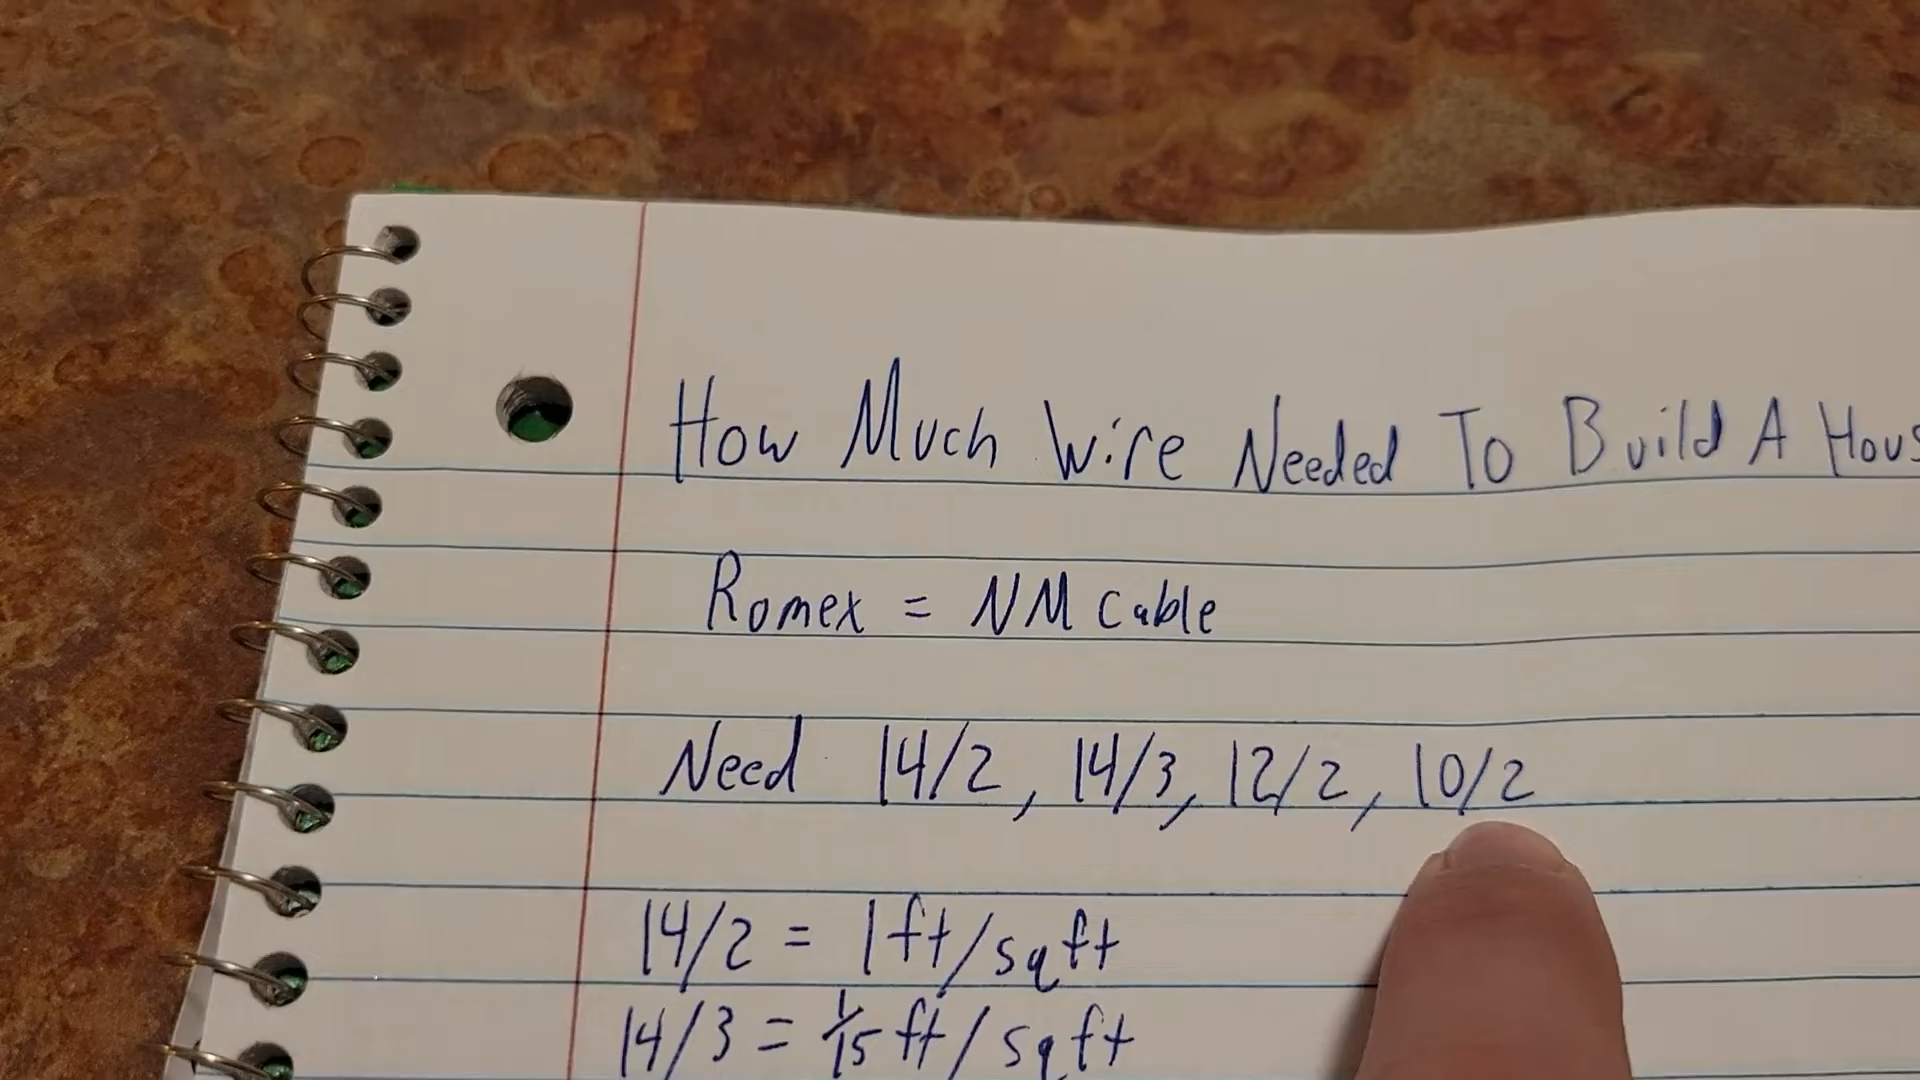 How Much Wire Needed To Build A Hous
Romex = NM Cable
Need 14/2, 14/3, 12/2, 10/2
14/2 = 1ft/sqft
14/3 = 1/15 ft/sqft